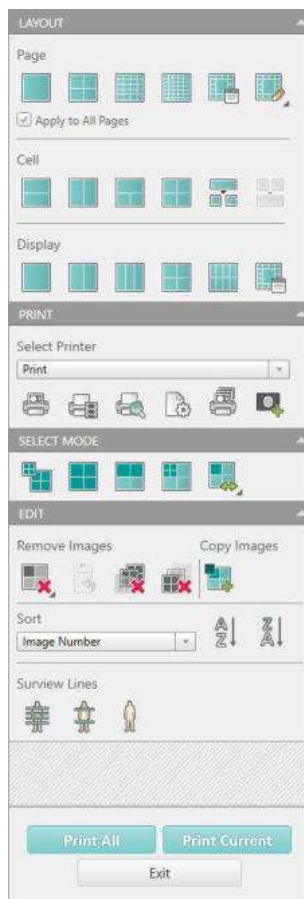 LAYOUT
Page
Apply to All Pages
Cell
Display
PRINT
Select Printer
Print
SELECT MODE
EDIT
Remove Images Copy Images
Sort
Image Number
A Z Z A
Surview Lines
Print All Print Current
Exit